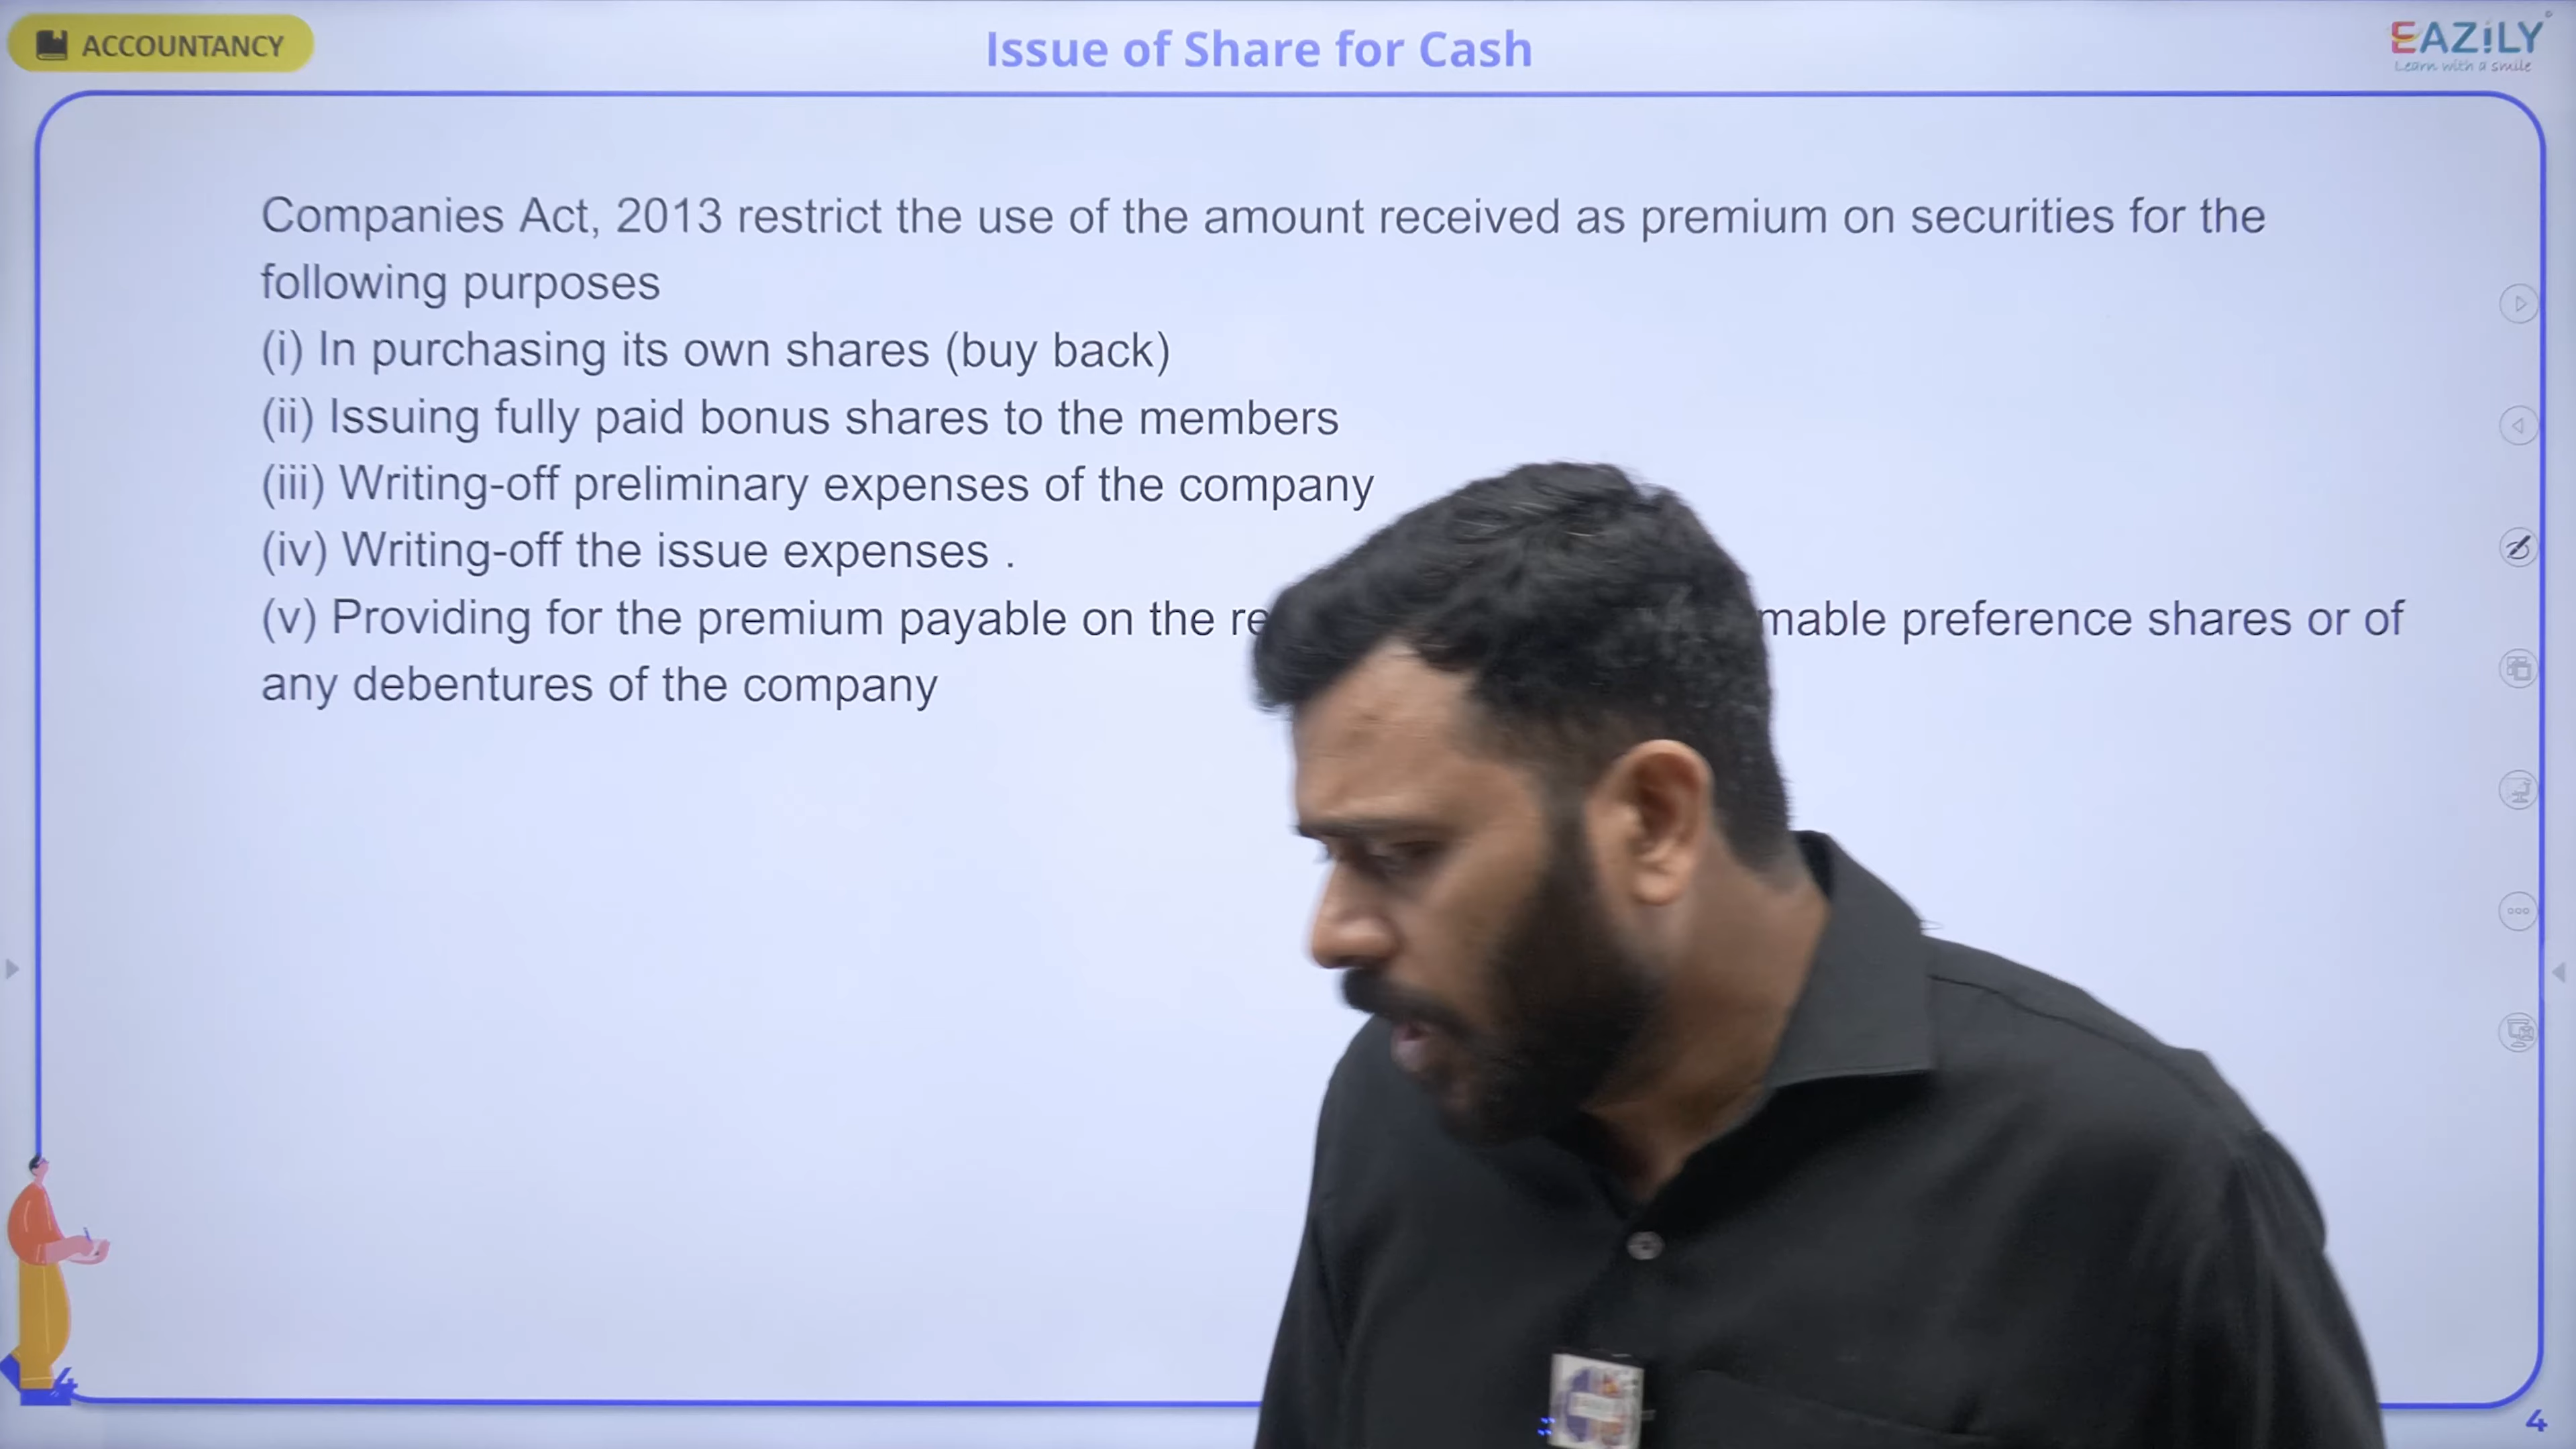 ACCOUNTANCY
Issue of Share for Cash
EAZiLY
Learn with a smile
Companies Act, 2013 restrict the use of the amount received as premium on securities for the
following purposes
(i) In purchasing its own shares (buy back)
(ii) Issuing fully paid bonus shares to the members
(iii) Writing-off preliminary expenses of the company
(iv) Writing-off the issue expenses .
(v) Providing for the premium payable on the re mable preference shares or of
any debentures of the company
4
4